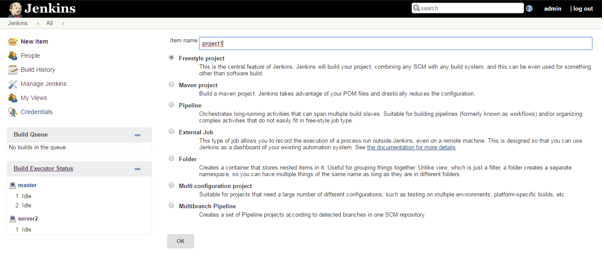 Jenkins
search
admin
| log out
Jenkins › All ›
New Item
People
Build History
Manage Jenkins
My Views
Credentials
Build Queue
No builds in the queue.
Build Executor Status
master
1 Idle
2 Idle
server2
1 Idle
Item name project1
Freestyle project
This is the central feature of Jenkins. Jenkins will build your project, combining any SCM with any build system, and this can be even used for something
other than software build.
Maven project
Build a maven project. Jenkins takes advantage of your POM files and drastically reduces the configuration.
Pipeline
Orchestrates long-running activities that can span multiple build slaves. Suitable for building pipelines (formerly known as workflows) and/or organizing
complex activities that do not easily fit in free-style job type.
External Job
This type of job allows you to record the execution of a process run outside Jenkins, even on a remote machine. This is designed so that you can use
Jenkins as a dashboard of your existing automation system. See the documentation for more details.
Folder
Creates a container that stores nested items in it. Useful for grouping things together. Unlike view, which is just a filter, a folder creates a separate
namespace, so you can have multiple things of the same name as long as they are in different folders.
Multi-configuration project
Suitable for projects that need a large number of different configurations, such as testing on multiple environments, platform-specific builds, etc.
Multibranch Pipeline
Creates a set of Pipeline projects according to detected branches in one SCM repository.
OK